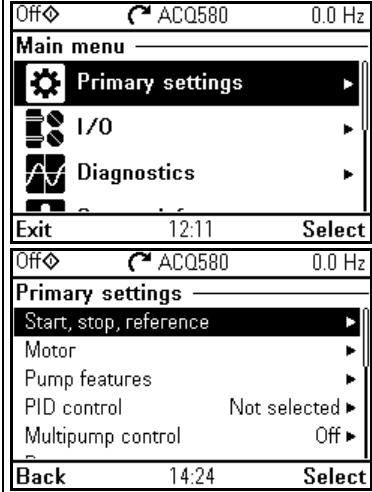 Off ACQ580 0.0 Hz
Main menu
Primary settings
I/O
Diagnostics
Exit 12:11 Select
Off ACQ580 0.0 Hz
Primary settings
Start, stop, reference
Motor
Pump features
PID control Not selected
Multipump control Off
Back 14:24 Select